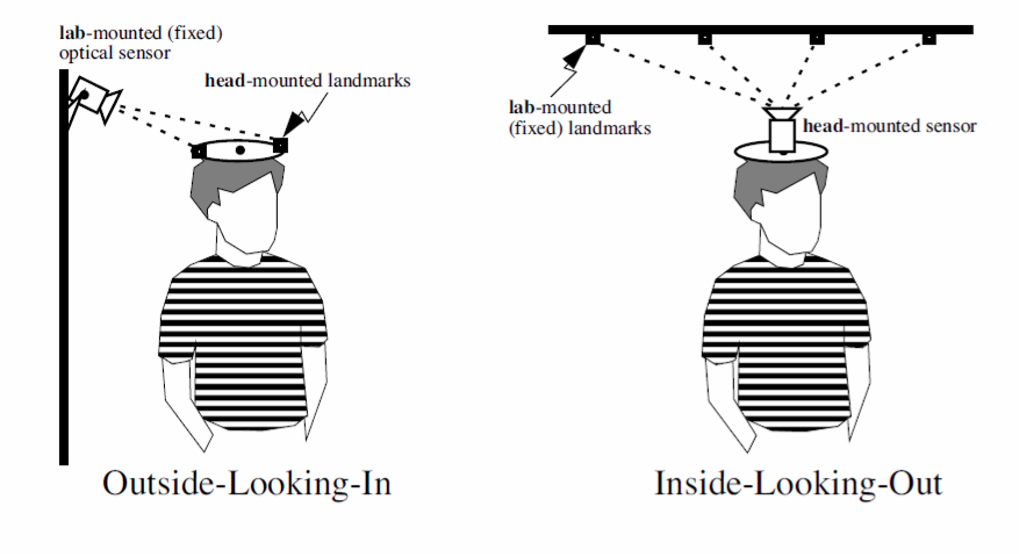 lab-mounted (fixed)
optical sensor
head-mounted landmarks
Outside-Looking-In
lab-mounted
(fixed) landmarks
head-mounted sensor
Inside-Looking-Out